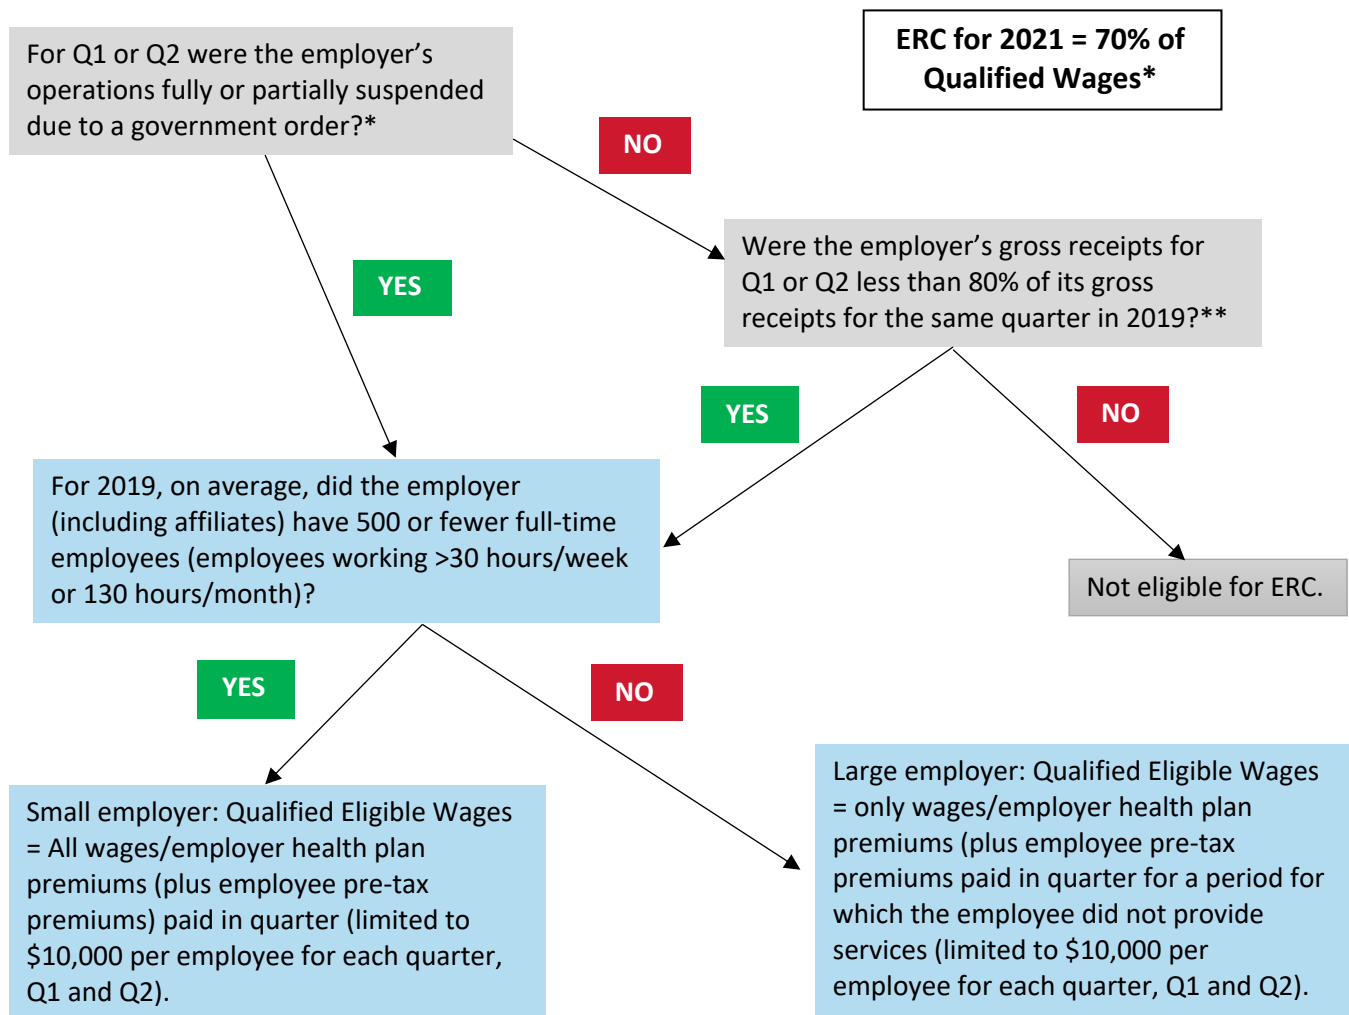 For Q1 or Q2 were the employer’s
operations fully or partially suspended
due to a government order?*
ERC for 2021 = 70% of
Qualified Wages*
NO
Were the employer’s gross receipts for
Q1 or Q2 less than 80% of its gross
receipts for the same quarter in 2019?**
YES
YES
NO
For 2019, on average, did the employer
(including affiliates) have 500 or fewer full-time
employees (employees working >30 hours/week
or 130 hours/month)?
Not eligible for ERC.
YES
NO
Small employer: Qualified Eligible Wages
= All wages/employer health plan
premiums (plus employee pre-tax
premiums) paid in quarter (limited to
$10,000 per employee for each quarter,
Q1 and Q2).
Large employer: Qualified Eligible Wages
= only wages/employer health plan
premiums (plus employee pre-tax
premiums paid in quarter for a period for
which the employee did not provide
services (limited to $10,000 per
employee for each quarter, Q1 and Q2).